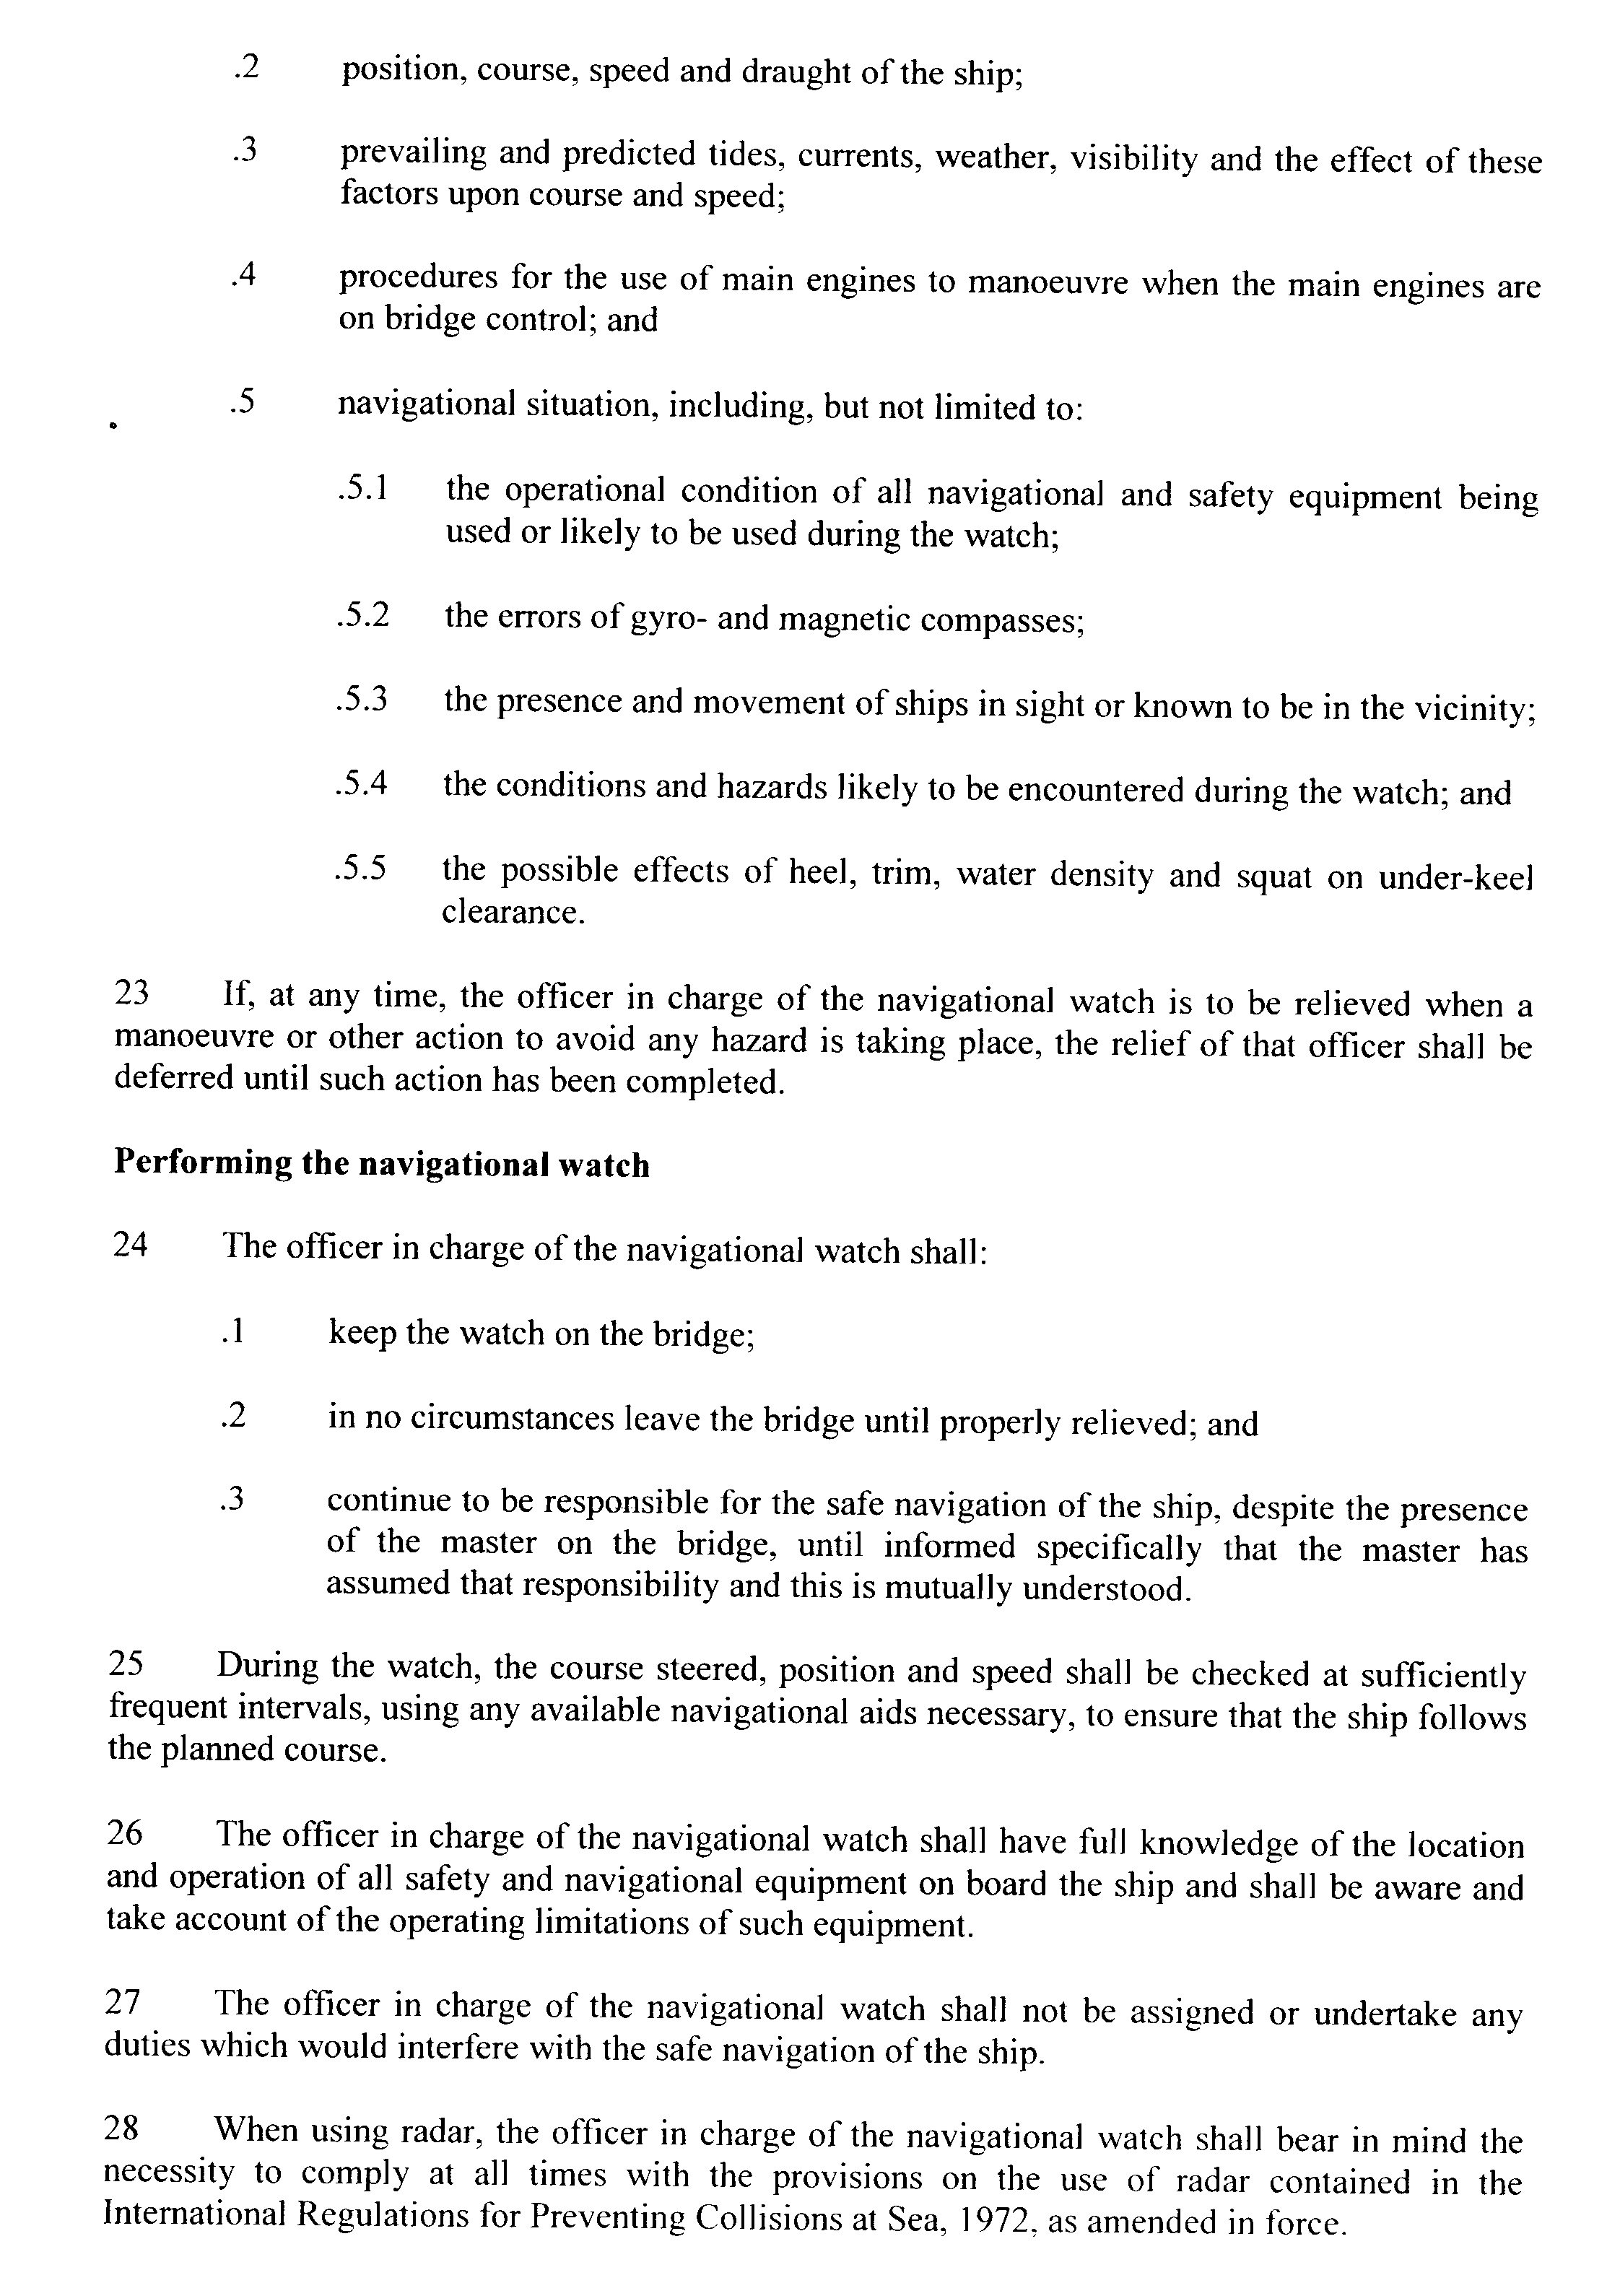 .2 position, course, speed and draught of the ship;
.3 prevailing and predicted tides, currents, weather, visibility and the effect of these
factors upon course and speed;
.4 procedures for the use of main engines to manoeuvre when the main engines are
on bridge control; and
.5 navigational situation, including, but not limited to:
.5.1 the operational condition of all navigational and safety equipment being
used or likely to be used during the watch;
.5.2 the errors of gyro- and magnetic compasses;
.5.3 the presence and movement of ships in sight or known to be in the vicinity;
.5.4 the conditions and hazards likely to be encountered during the watch; and
.5.5 the possible effects of heel, trim, water density and squat on under-keel
clearance.
23 If, at any time, the officer in charge of the navigational watch is to be relieved when a
manoeuvre or other action to avoid any hazard is taking place, the relief of that officer shall be
deferred until such action has been completed.
Performing the navigational watch
24 The officer in charge of the navigational watch shall:
.1 keep the watch on the bridge;
.2 in no circumstances leave the bridge until properly relieved; and
.3 continue to be responsible for the safe navigation of the ship, despite the presence
of the master on the bridge, until informed specifically that the master has
assumed that responsibility and this is mutually understood.
25 During the watch, the course steered, position and speed shall be checked at sufficiently
frequent intervals, using any available navigational aids necessary, to ensure that the ship follows
the planned course.
26 The officer in charge of the navigational watch shall have full knowledge of the location
and operation of all safety and navigational equipment on board the ship and shall be aware and
take account of the operating limitations of such equipment.
27 The officer in charge of the navigational watch shall not be assigned or undertake any
duties which would interfere with the safe navigation of the ship.
28 When using radar, the officer in charge of the navigational watch shall bear in mind the
necessity to comply at all times with the provisions on the use of radar contained in the
International Regulations for Preventing Collisions at Sea, 1972, as amended in force.